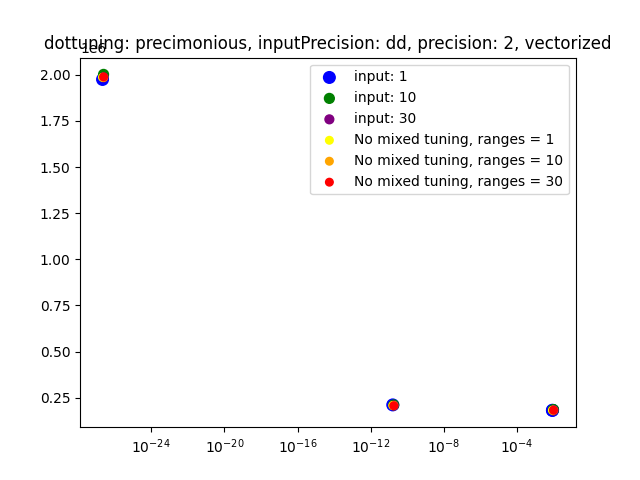 dottuning: precimonious, inputPrecision: dd, precision: 2, vectorized
1e6
2.00
1.75
1.50
1.25
1.00
0.75
0.50
0.25
input: 1
input: 10
input: 30
No mixed tuning, ranges = 1
No mixed tuning, ranges = 10
No mixed tuning, ranges = 30
10⁻²⁴ 10⁻²⁰ 10⁻¹⁶ 10⁻¹² 10⁻⁸ 10⁻⁴